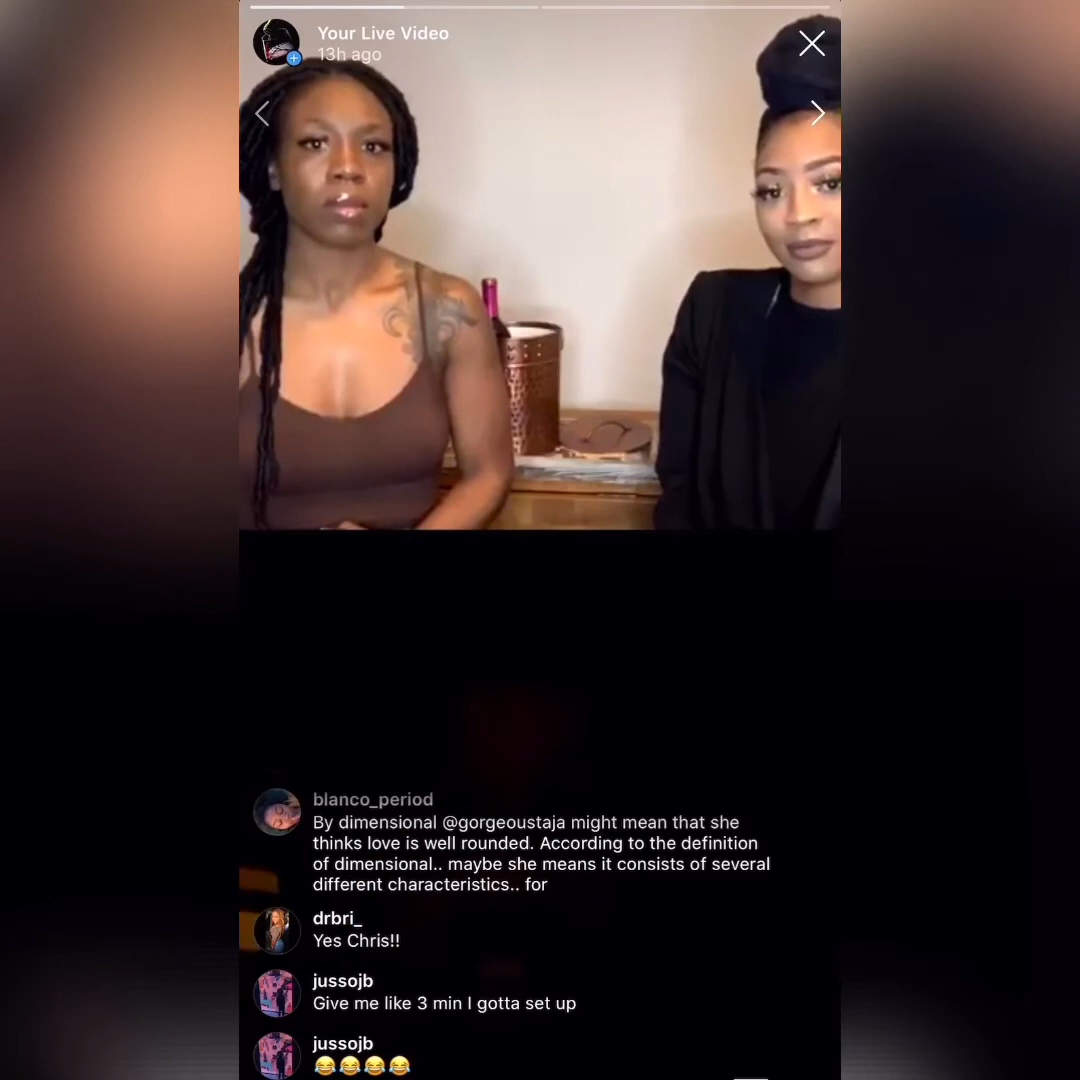 Your Live Video
13h ago
blanco_period
By dimensional @gorgeoustaja might mean that she
thinks love is well rounded. According to the definition
of dimensional.. maybe she means it consists of several
different characteristics.. for
drbri_
Yes Chris!!
jussojb
Give me like 3 min I gotta set up
jussojb
😂😂😂😂